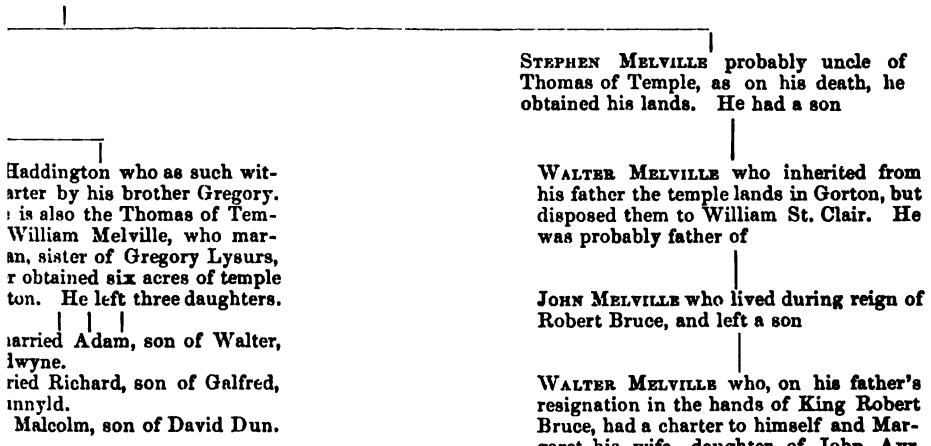 STEPHEN MELVILLE probably uncle of
Thomas of Temple, as on his death, he
obtained his lands. He had a son
Haddington who as such wit-
arter by his brother Gregory.
is also the Thomas of Tem-
William Melville, who mar-
an, sister of Gregory Lysurs,
r obtained six acres of temple
ton. He left three daughters.
arried Adam, son of Walter,
lwyne.
ried Richard, son of Galfred,
nnyld.
Malcolm, son of David Dun.
WALTER MELVILLE who inherited from
his father the temple lands in Gorton, but
disposed them to William St. Clair. He
was probably father of
JOHN MELVILLE who lived during reign of
Robert Bruce, and left a son
WALTER MELVILLE who, on his father's
resignation in the hands of King Robert
Bruce, had a charter to himself and Mar-
garet his wife, daughter of John